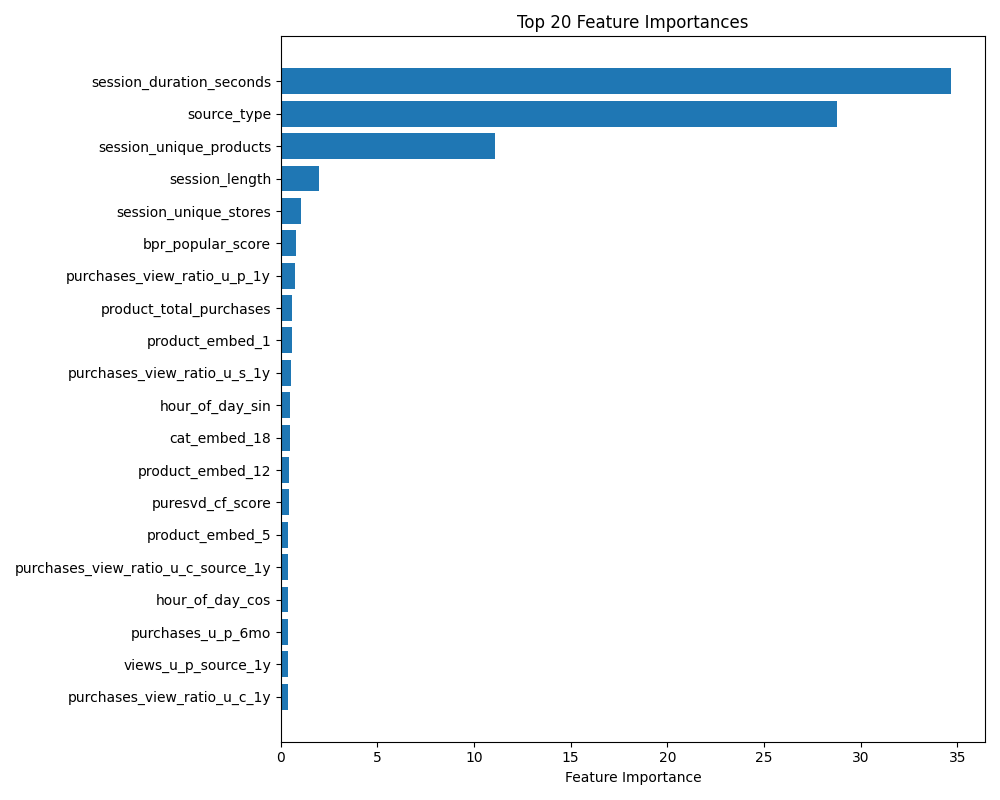 Top 20 Feature Importances
session_duration_seconds
source_type
session_unique_products
session_length
session_unique_stores
bpr_popular_score
purchases_view_ratio_u_p_1y
product_total_purchases
product_embed_1
purchases_view_ratio_u_s_1y
hour_of_day_sin
cat_embed_18
product_embed_12
puresvd_cf_score
product_embed_5
purchases_view_ratio_u_c_source_1y
hour_of_day_cos
purchases_u_p_6mo
views_u_p_source_1y
purchases_view_ratio_u_c_1y
0 5 10 15 20 25 30 35
Feature Importance